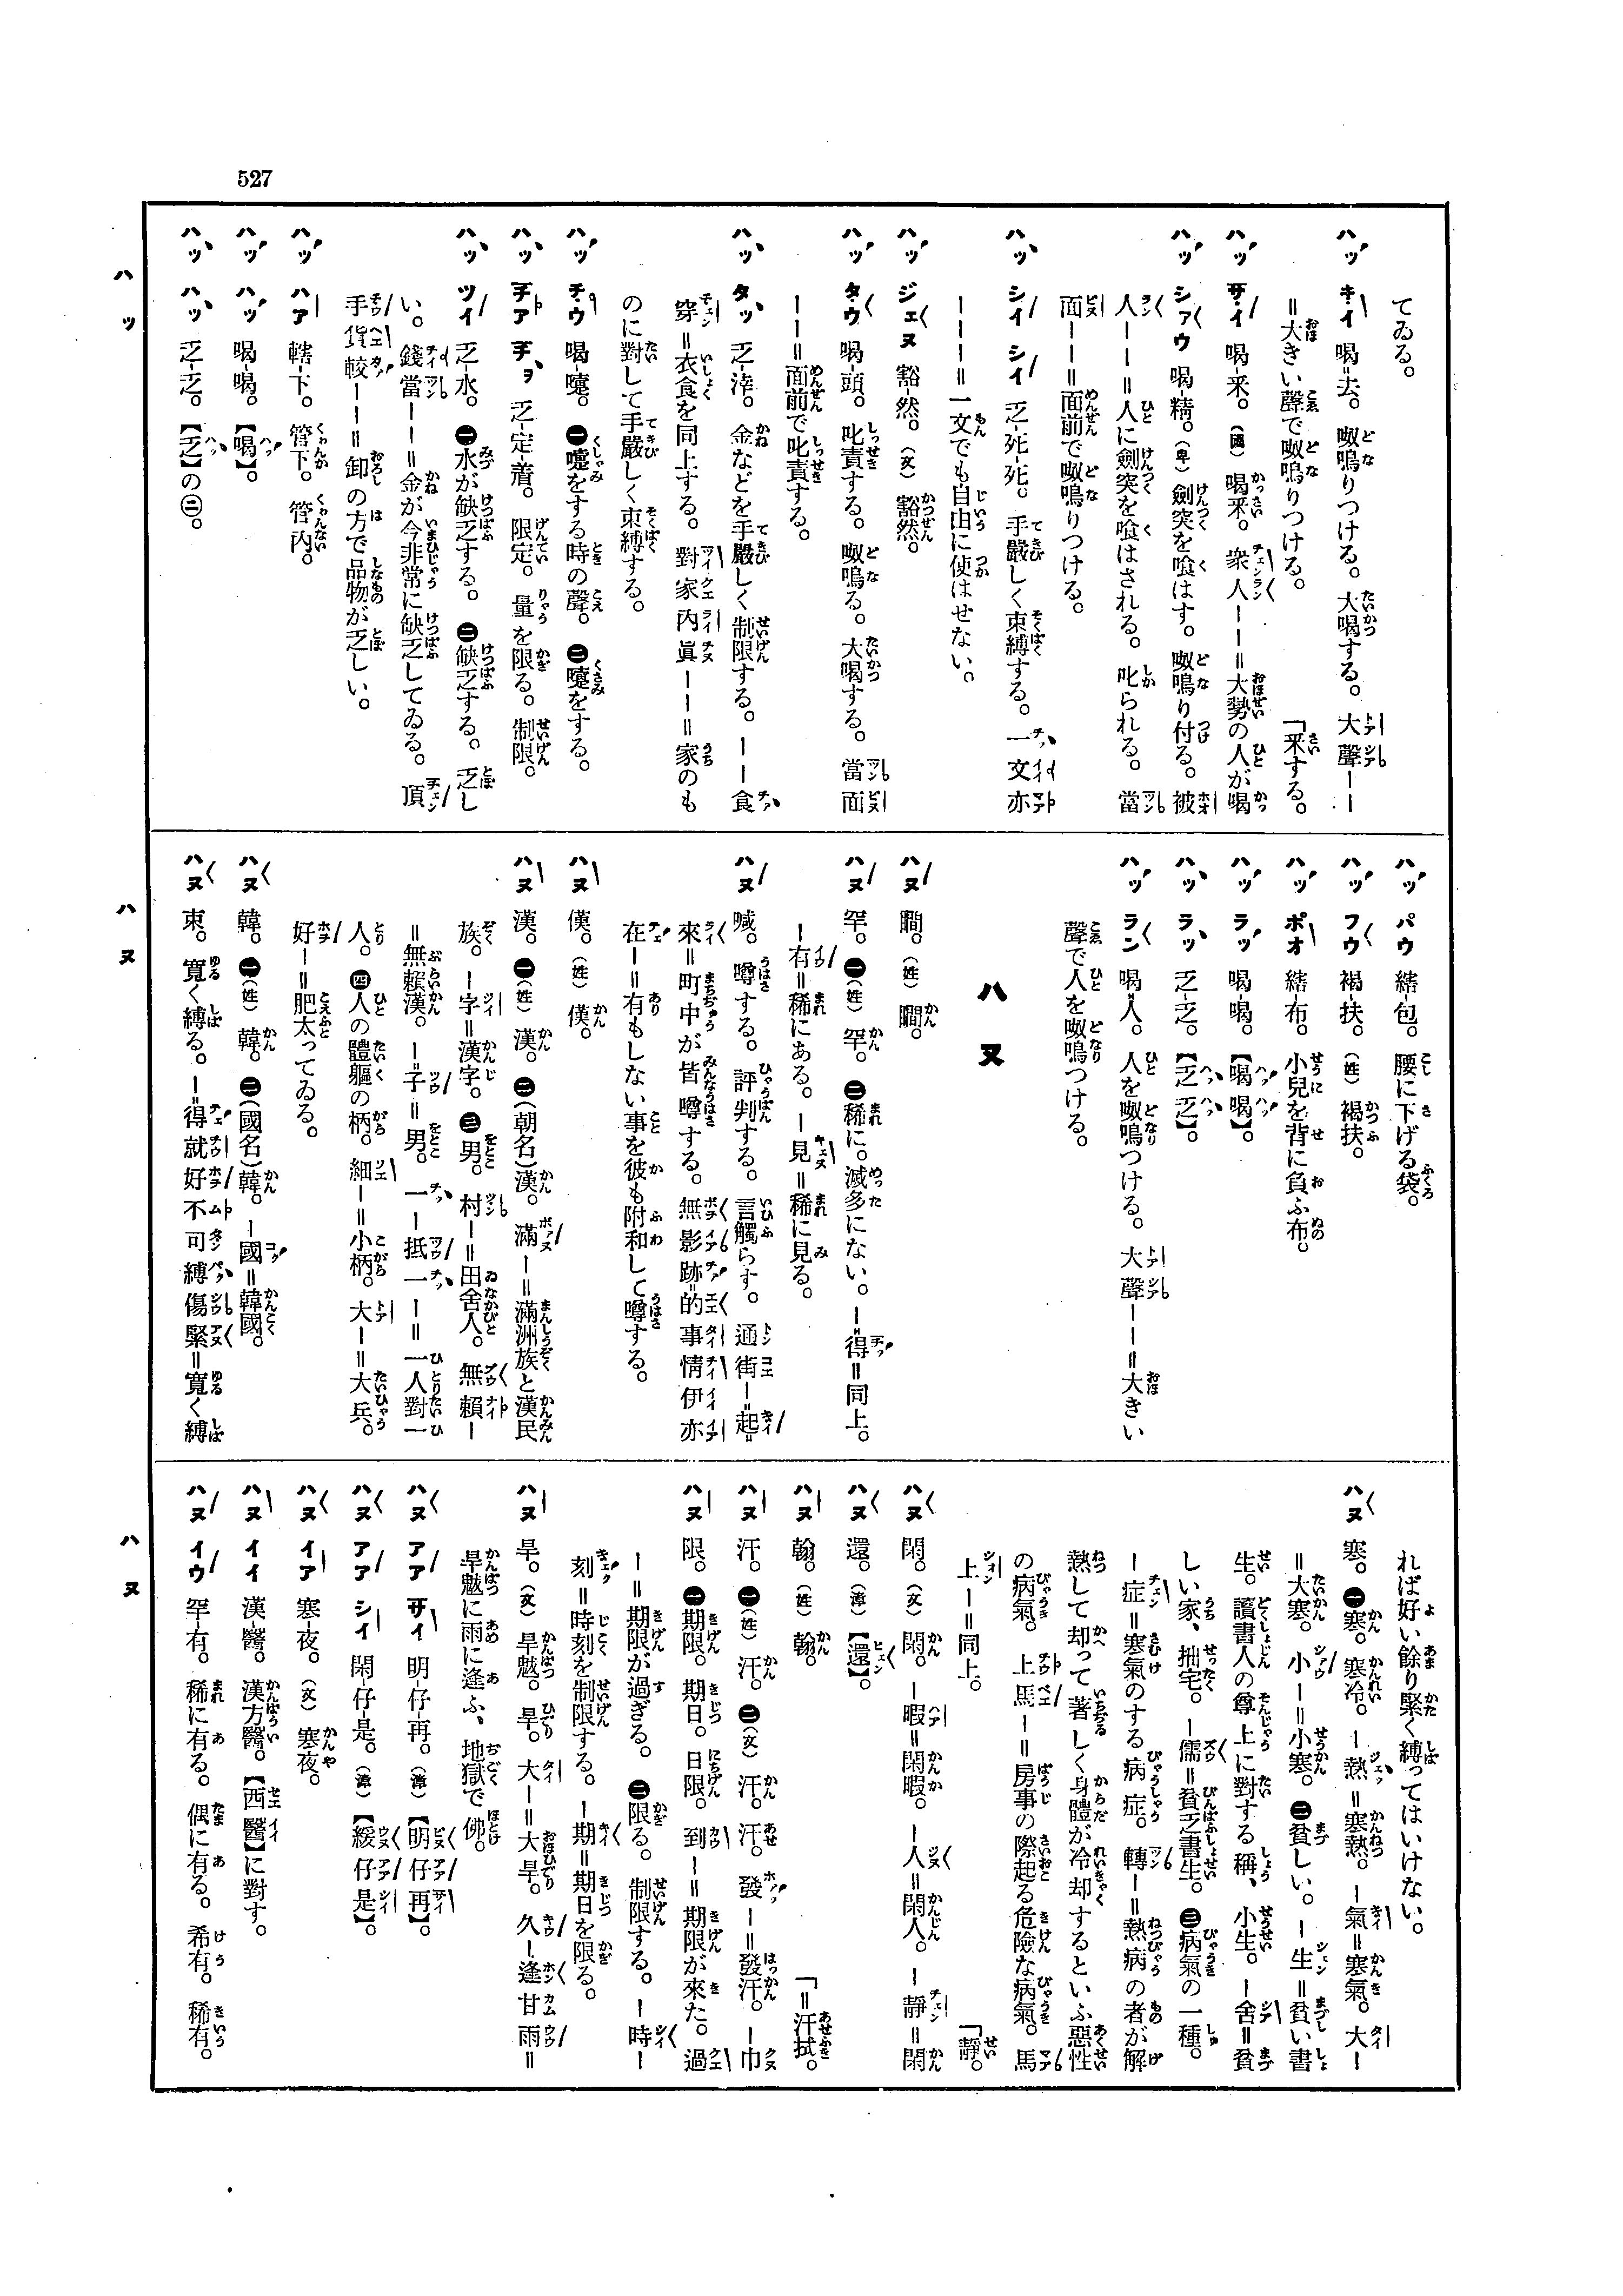 527
てゐる。
ハッ キイ 喝=去。呶鳴りつける。大喝する。大聲ーー
=大きい聲で呶鳴りつける。「采する。
ハッ サイ 喝-采。(國)喝采。衆人ーー=大勢の人が喝
ハッ シァウ 喝-精。(卑)劍突を喰はす。呶鳴り付る。被
人ーー=人に劍突を喰はされる。叱られる。當
面ーー=面前で呶鳴りつける。
ハッ シイ シイ 乏-死-死。手嚴しく束縛する。一文亦
ーーー=一文でも自由に使はせない。
ハッ ジェヌ 豁-然。(文)豁然。
ハッ タウ 喝-頭。叱責する。呶鳴る。大喝する。當面
ーー=面前で叱責する。
ハッ タッ 乏-滓。金などを手嚴しく制限する。ーー食
穿=衣食を同上する。對家内眞ーー=家のも
のに對して手嚴しく束縛する。
ハッ チウ 喝-嚏。㊀嚏をする時の聲。㊁嚏をする。
ハッ チア チヲ 乏-定-着。限定。量を限る。制限。
ハッ ツイ 乏-水。㊀水が缺乏する。㊁缺乏する。乏し
い。錢當ーー=金が今非常に缺乏してゐる。頂
手貨較ーー=卸の方で品物が乏しい。
ハッ ハア 轄-下。管下。管内。
ハッ ハッ 喝-喝。【喝】。
ハッ ハッ 乏-乏。【乏】の㊁。
ハッ
ハッ パウ 繕-包。腰に下げる袋。
ハッ フウ 褐-扶。(姓)褐扶。
ハッ ポオ 繕-布。小兒を背に負ふ布。
ハッ ラッ 喝-喝。【喝喝】。
ハッ ラッ 乏-乏。【乏乏】。
ハッ ラン 喝=人。人を呶鳴つける。大聲ーー=大きい
聲で人を呶鳴つける。
ハヌ
ハヌ 瞯。(姓)瞯。
ハヌ 罕。㊀(姓)罕。㊁稀に。滅多にない。ー得=同上。
ー有=稀にある。ー見=稀に見る。
ハヌ 喊。噂する。評判する。言觸らす。通街ー起
來=町中が皆噂する。無影跡的事情伊亦
在ー=有もしない事を彼も附和して噂する。
ハヌ 僕。(姓)僕。
ハヌ 漢。㊀(姓)漢。㊁(朝名)漢。滿ー=滿洲族と漢民
族。ー字=漢字。㊂男。村ー=田舍人。無賴ー
=無賴漢。ー子=男。一ー抵一ー=一人對一
人。㊃人の體軀の柄。細ー=小柄。大ー=大兵。
好ー=肥太ってゐる。
ハヌ 韓。㊀(姓)韓。㊁(國名)韓。ー國=韓國。
ハヌ 束。寬く縛る。ー得就好不可縛傷緊=寬く縛
ハヌ
れば好い餘り緊く縛ってはいけない。
ハヌ 寒。㊀寒。寒冷。ー熱=寒熱。ー氣=寒氣。大ー
=大寒。小ー=小寒。㊁貧しい。ー生=貧い書
生。讀書人の尊上に對する稱、小生。ー舍=貧
しい家、拙宅。ー儒=貧乏書生。㊂病氣の一種。
ー症=寒氣のする病症。轉ー=熱病の者が解
熱して却って著しく身體が冷却するといふ惡性
の病氣。上馬ー=房事の際起る危險な病氣。馬
上ー=同上。「靜。
ハヌ 閑。(文)閑。ー暇=閑暇。ー人=閑人。ー靜=閑
ハヌ 還。(漳)【還】。
ハヌ 翰。(姓)翰。「=汗拭。
ハヌ 汗。㊀(姓)汗。㊁(文)汗。汗。發ー=發汗。ー巾
ハヌ 限。㊀期限。期日。日限。到ー=期限が來た。過
ー=期限が過ぎる。㊁限る。制限する。ー時ー
刻=時刻を制限する。ー期=期日を限る。
ハヌ 旱。(文)旱魃。旱。大ー=大旱。久ー逢甘雨=
旱魃に雨に逢ふ、地獄で佛。
ハヌ アア サイ 明-仔-再。(漳)【明仔再】。
ハヌ アア シイ 閑-仔-是。(漳)【緩仔是】。
ハヌ イア 寒-夜。(文)寒夜。
ハヌ イイ 漢-醫。漢方醫。【西醫】に對す。
ハヌ イウ 罕-有。稀に有る。偶に有る。希有。稀有。
ハヌ